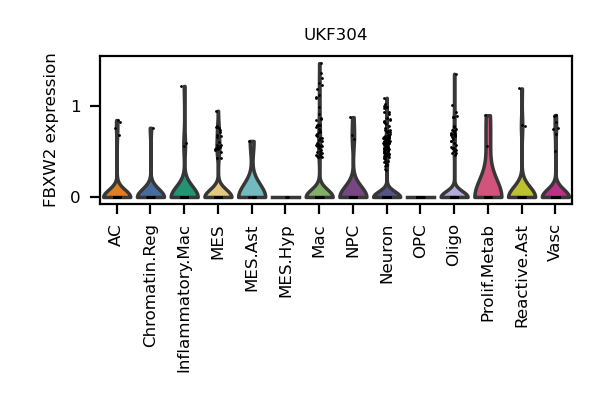 UKF304
FBXW2 expression
1
0
AC
Chromatin.Reg
Inflammatory.Mac
MES
MES.Ast
MES.Hyp
Mac
NPC
Neuron
OPC
Oligo
Prolif.Metab
Reactive.Ast
Vasc